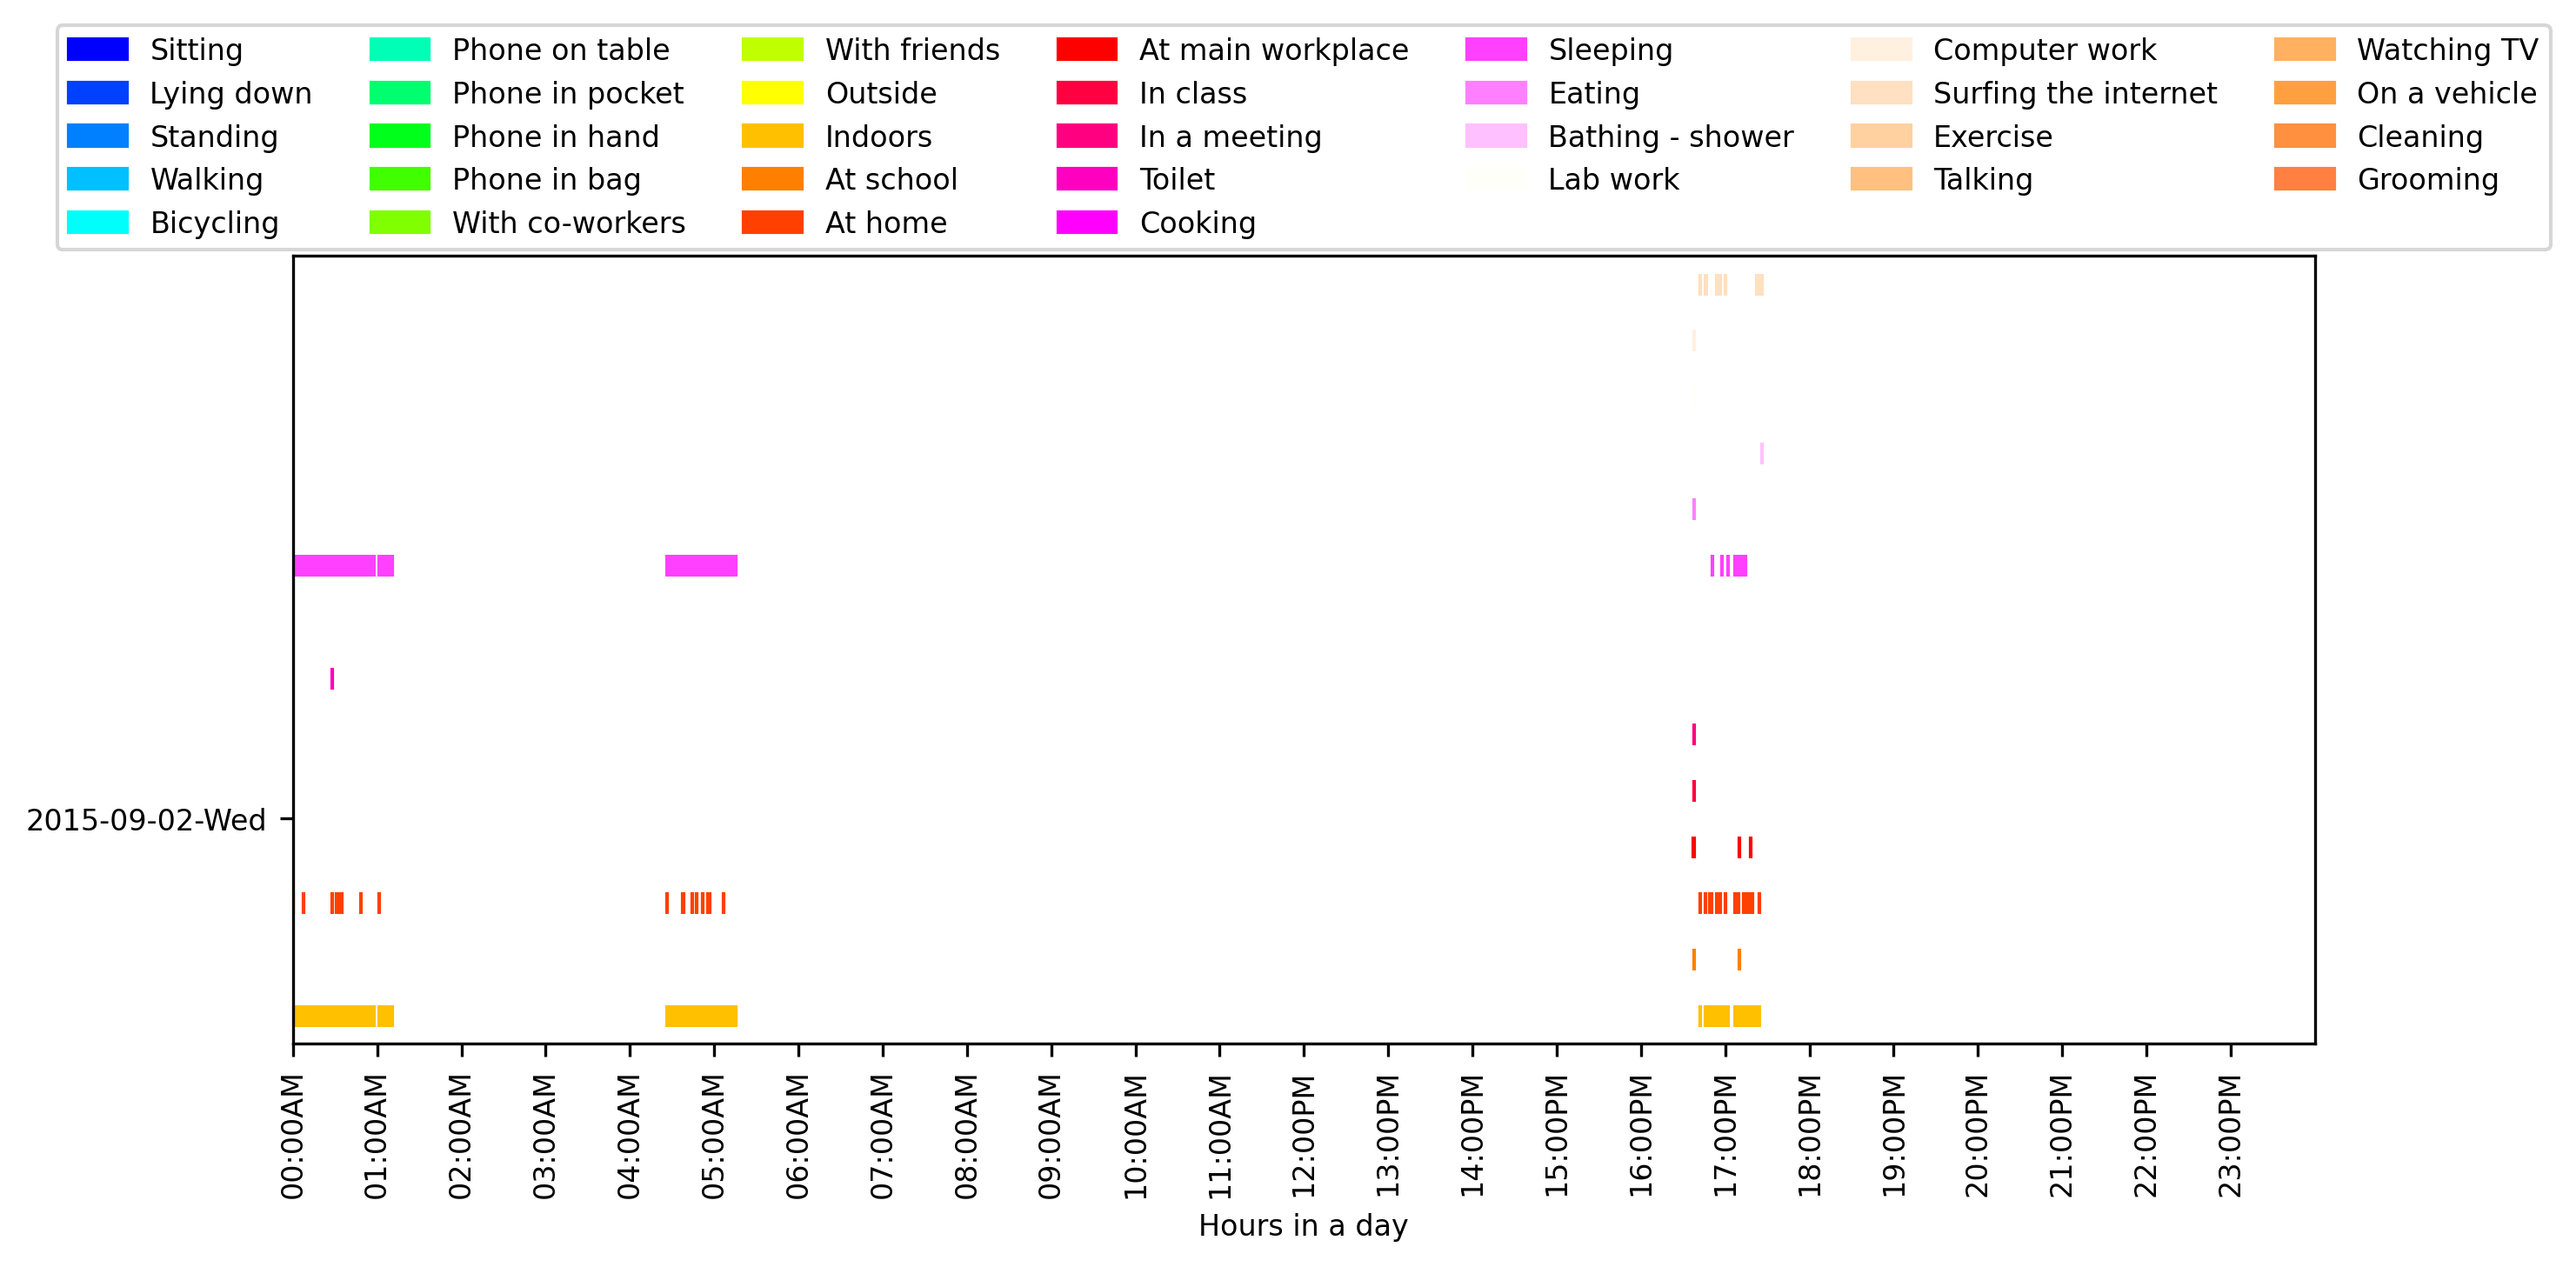 Sitting Phone on table With friends At main workplace Sleeping Computer work Watching TV
Lying down Phone in pocket Outside In class Eating Surfing the internet On a vehicle
Standing Phone in hand Indoors In a meeting Bathing - shower Exercise Cleaning
Walking Phone in bag At school Toilet Lab work Talking Grooming
Bicycling With co-workers At home Cooking
2015-09-02-Wed
00:00AM 01:00AM 02:00AM 03:00AM 04:00AM 05:00AM 06:00AM 07:00AM 08:00AM 09:00AM 10:00AM 11:00AM 12:00PM 13:00PM 14:00PM 15:00PM 16:00PM 17:00PM 18:00PM 19:00PM 20:00PM 21:00PM 22:00PM 23:00PM
Hours in a day